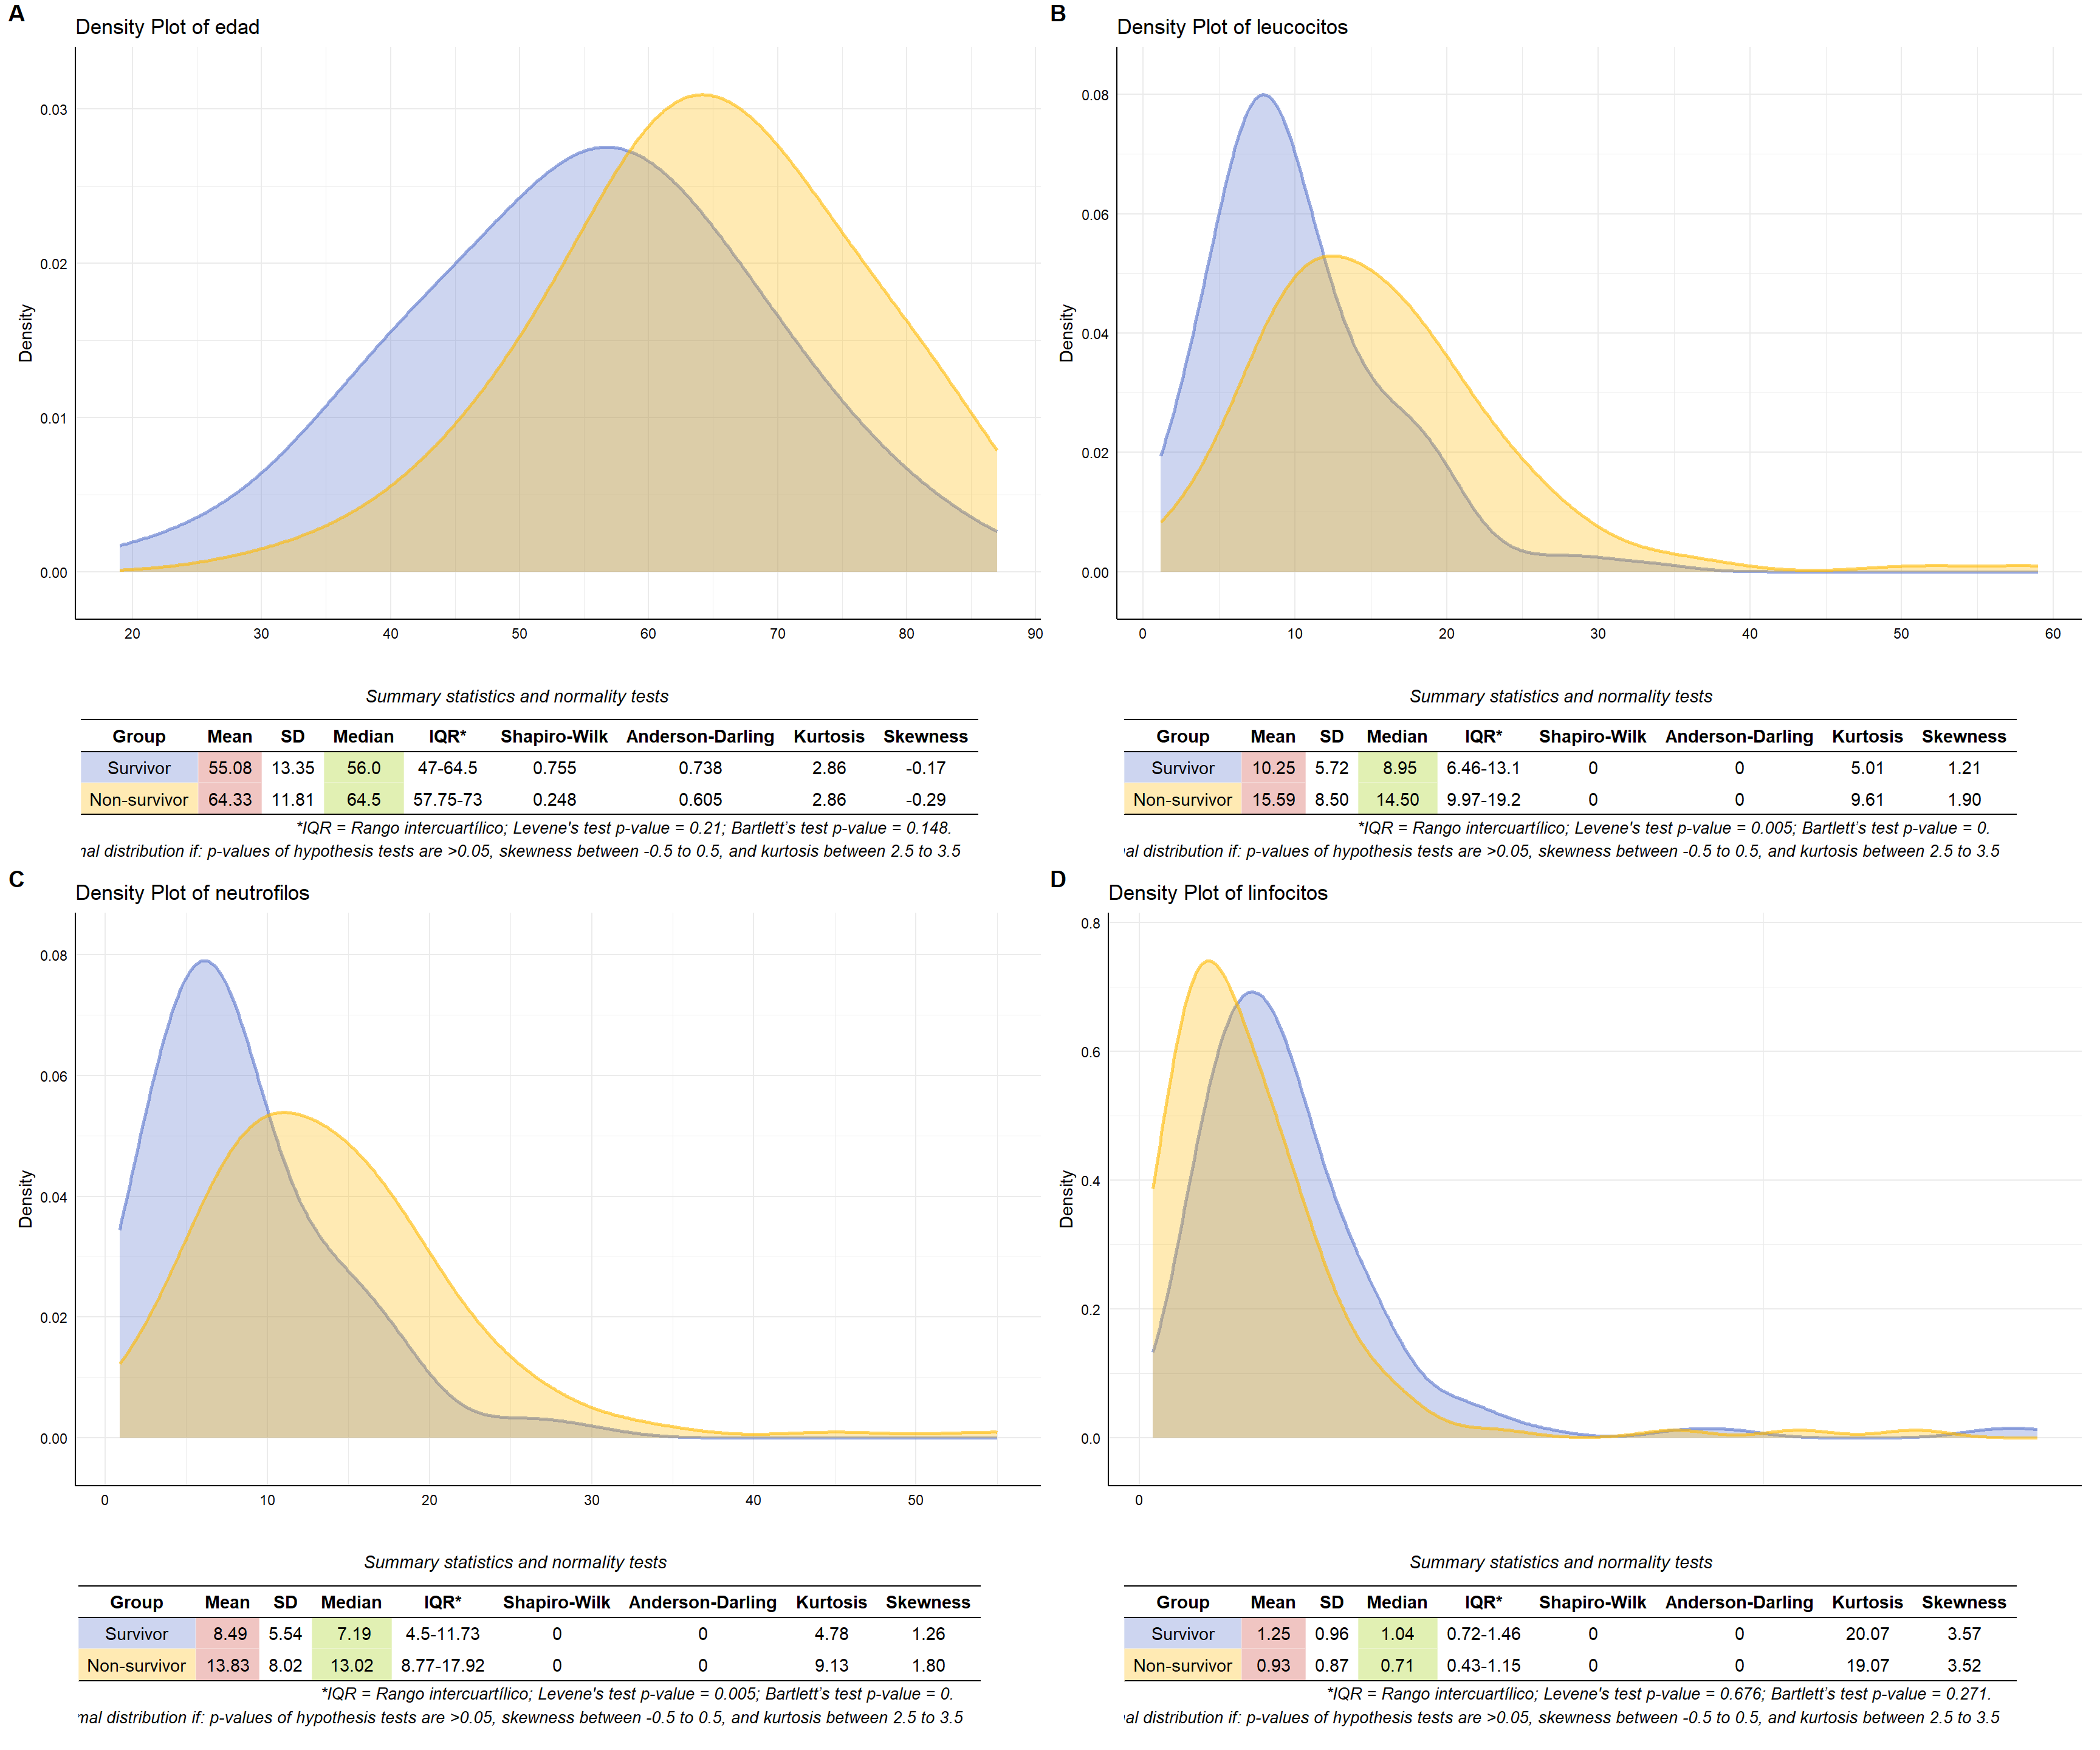 A
Density Plot of edad
Density
0.03
0.02
0.01
0.00
20 30 40 50 60 70 80 90
Summary statistics and normality tests
Group Mean SD Median IQR* Shapiro-Wilk Anderson-Darling Kurtosis Skewness
Survivor 55.08 13.35 56.0 47-64.5 0.755 0.738 2.86 -0.17
Non-survivor 64.33 11.81 64.5 57.75-73 0.248 0.605 2.86 -0.29
*IQR = Rango intercuartílico; Levene's test p-value = 0.21; Bartlett's test p-value = 0.148.
distribution if: p-values of hypothesis tests are >0.05, skewness between -0.5 to 0.5, and kurtosis between 2.5 to 3.5
B
Density Plot of leucocitos
Density
0.08
0.06
0.04
0.02
0.00
0 10 20 30 40 50 60
Summary statistics and normality tests
Group Mean SD Median IQR* Shapiro-Wilk Anderson-Darling Kurtosis Skewness
Survivor 10.25 5.72 8.95 6.46-13.1 0 0 5.01 1.21
Non-survivor 15.59 8.50 14.50 9.97-19.2 0 0 9.61 1.90
*IQR = Rango intercuartílico; Levene's test p-value = 0.005; Bartlett's test p-value = 0.
distribution if: p-values of hypothesis tests are >0.05, skewness between -0.5 to 0.5, and kurtosis between 2.5 to 3.5
C
Density Plot of neutrofilos
Density
0.08
0.06
0.04
0.02
0.00
0 10 20 30 40 50
Summary statistics and normality tests
Group Mean SD Median IQR* Shapiro-Wilk Anderson-Darling Kurtosis Skewness
Survivor 8.49 5.54 7.19 4.5-11.73 0 0 4.78 1.26
Non-survivor 13.83 8.02 13.02 8.77-17.92 0 0 9.13 1.80
*IQR = Rango intercuartílico; Levene's test p-value = 0.005; Bartlett's test p-value = 0.
distribution if: p-values of hypothesis tests are >0.05, skewness between -0.5 to 0.5, and kurtosis between 2.5 to 3.5
D
Density Plot of linfocitos
Density
0.8
0.6
0.4
0.2
0.0
0
Summary statistics and normality tests
Group Mean SD Median IQR* Shapiro-Wilk Anderson-Darling Kurtosis Skewness
Survivor 1.25 0.96 1.04 0.72-1.46 0 0 20.07 3.57
Non-survivor 0.93 0.87 0.71 0.43-1.15 0 0 19.07 3.52
*IQR = Rango intercuartílico; Levene's test p-value = 0.676; Bartlett's test p-value = 0.271.
distribution if: p-values of hypothesis tests are >0.05, skewness between -0.5 to 0.5, and kurtosis between 2.5 to 3.5